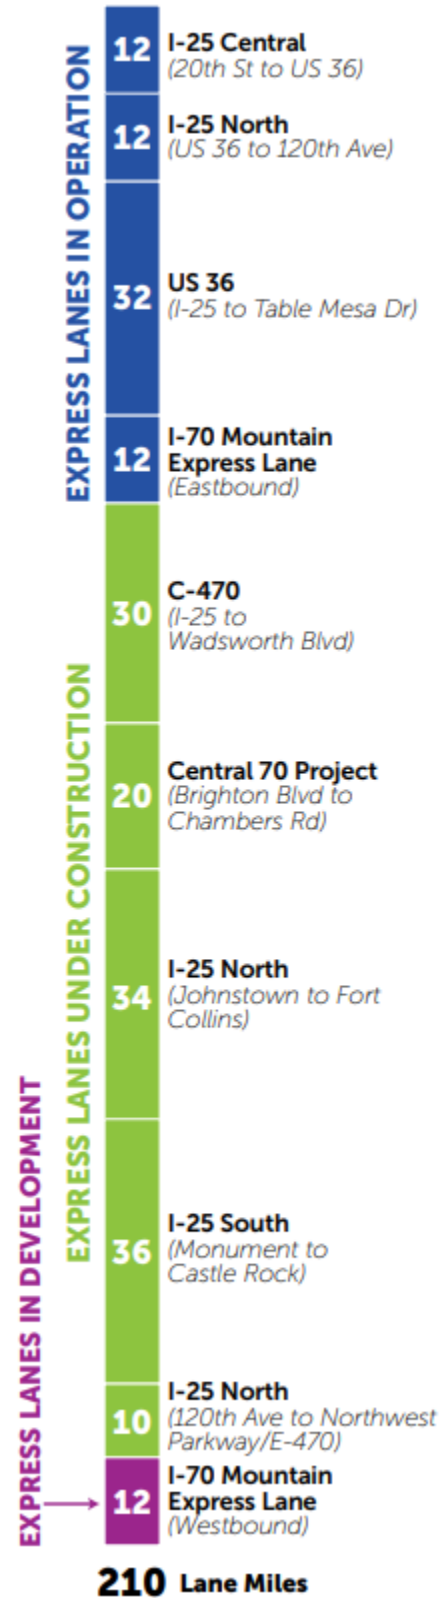 EXPRESS LANES IN OPERATION
12
I-25 Central
(20th St to US 36)
12
I-25 North
(US 36 to 120th Ave)
32
US 36
(I-25 to Table Mesa Dr)
12
I-70 Mountain
Express Lane
(Eastbound)
EXPRESS LANES UNDER CONSTRUCTION
30
C-470
(I-25 to
Wadsworth Blvd)
20
Central 70 Project
(Brighton Blvd to
Chambers Rd)
34
I-25 North
(Johnstown to Fort
Collins)
36
I-25 South
(Monument to
Castle Rock)
10
I-25 North
(120th Ave to Northwest
Parkway/E-470)
EXPRESS LANES IN DEVELOPMENT
12
I-70 Mountain
Express Lane
(Westbound)
210 Lane Miles